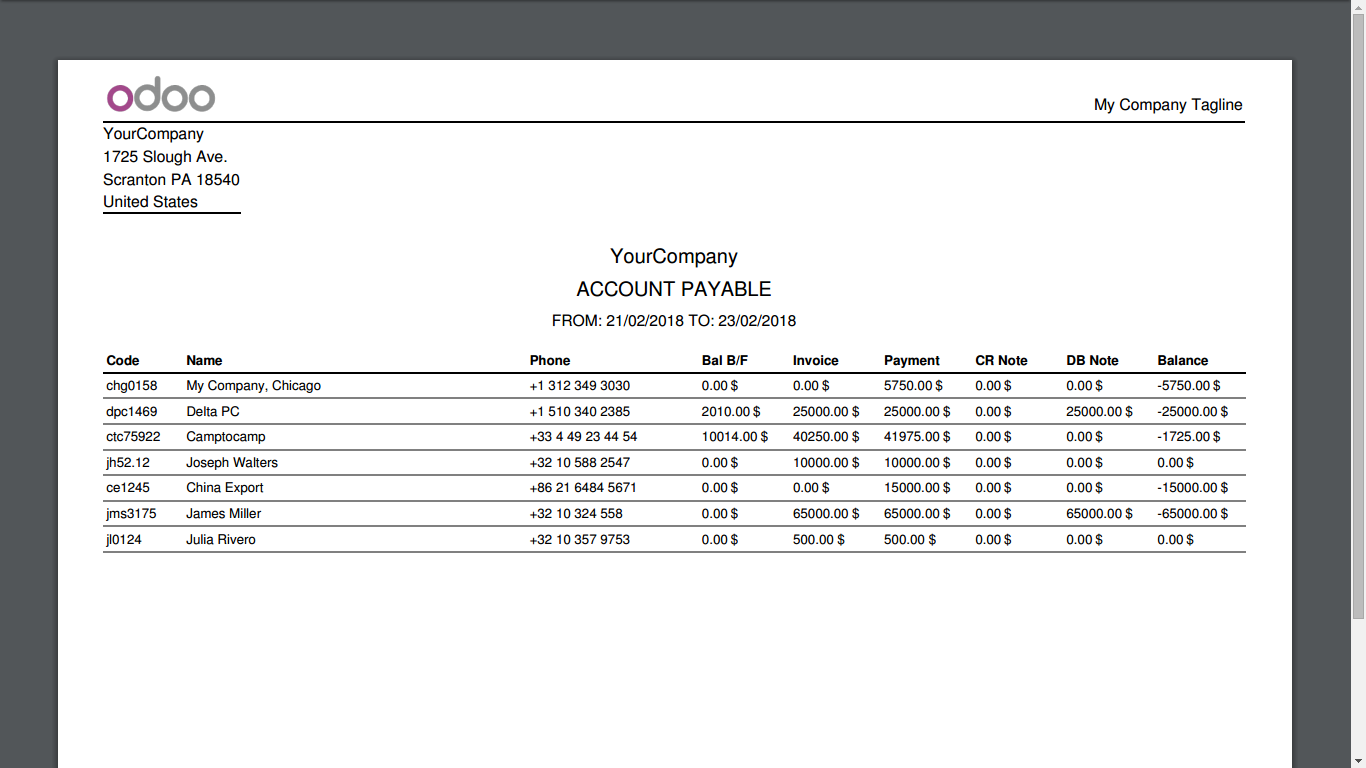 odoo
My Company Tagline
YourCompany
1725 Slough Ave.
Scranton PA 18540
United States
YourCompany
ACCOUNT PAYABLE
FROM: 21/02/2018 TO: 23/02/2018
Code Name Phone Bal B/F Invoice Payment CR Note DB Note Balance
chg0158 My Company, Chicago +1 312 349 3030 0.00 $ 0.00 $ 5750.00 $ 0.00 $ 0.00 $ -5750.00 $
dpc1469 Delta PC +1 510 340 2385 2010.00 $ 25000.00 $ 25000.00 $ 0.00 $ 25000.00 $ -25000.00 $
ctc75922 Camptocamp +33 4 49 23 44 54 10014.00 $ 40250.00 $ 41975.00 $ 0.00 $ 0.00 $ -1725.00 $
jh52.12 Joseph Walters +32 10 588 2547 0.00 $ 10000.00 $ 10000.00 $ 0.00 $ 0.00 $ 0.00 $
ce1245 China Export +86 21 6484 5671 0.00 $ 0.00 $ 15000.00 $ 0.00 $ 0.00 $ -15000.00 $
jms3175 James Miller +32 10 324 558 0.00 $ 65000.00 $ 65000.00 $ 0.00 $ 65000.00 $ -65000.00 $
jl0124 Julia Rivero +32 10 357 9753 0.00 $ 500.00 $ 500.00 $ 0.00 $ 0.00 $ 0.00 $